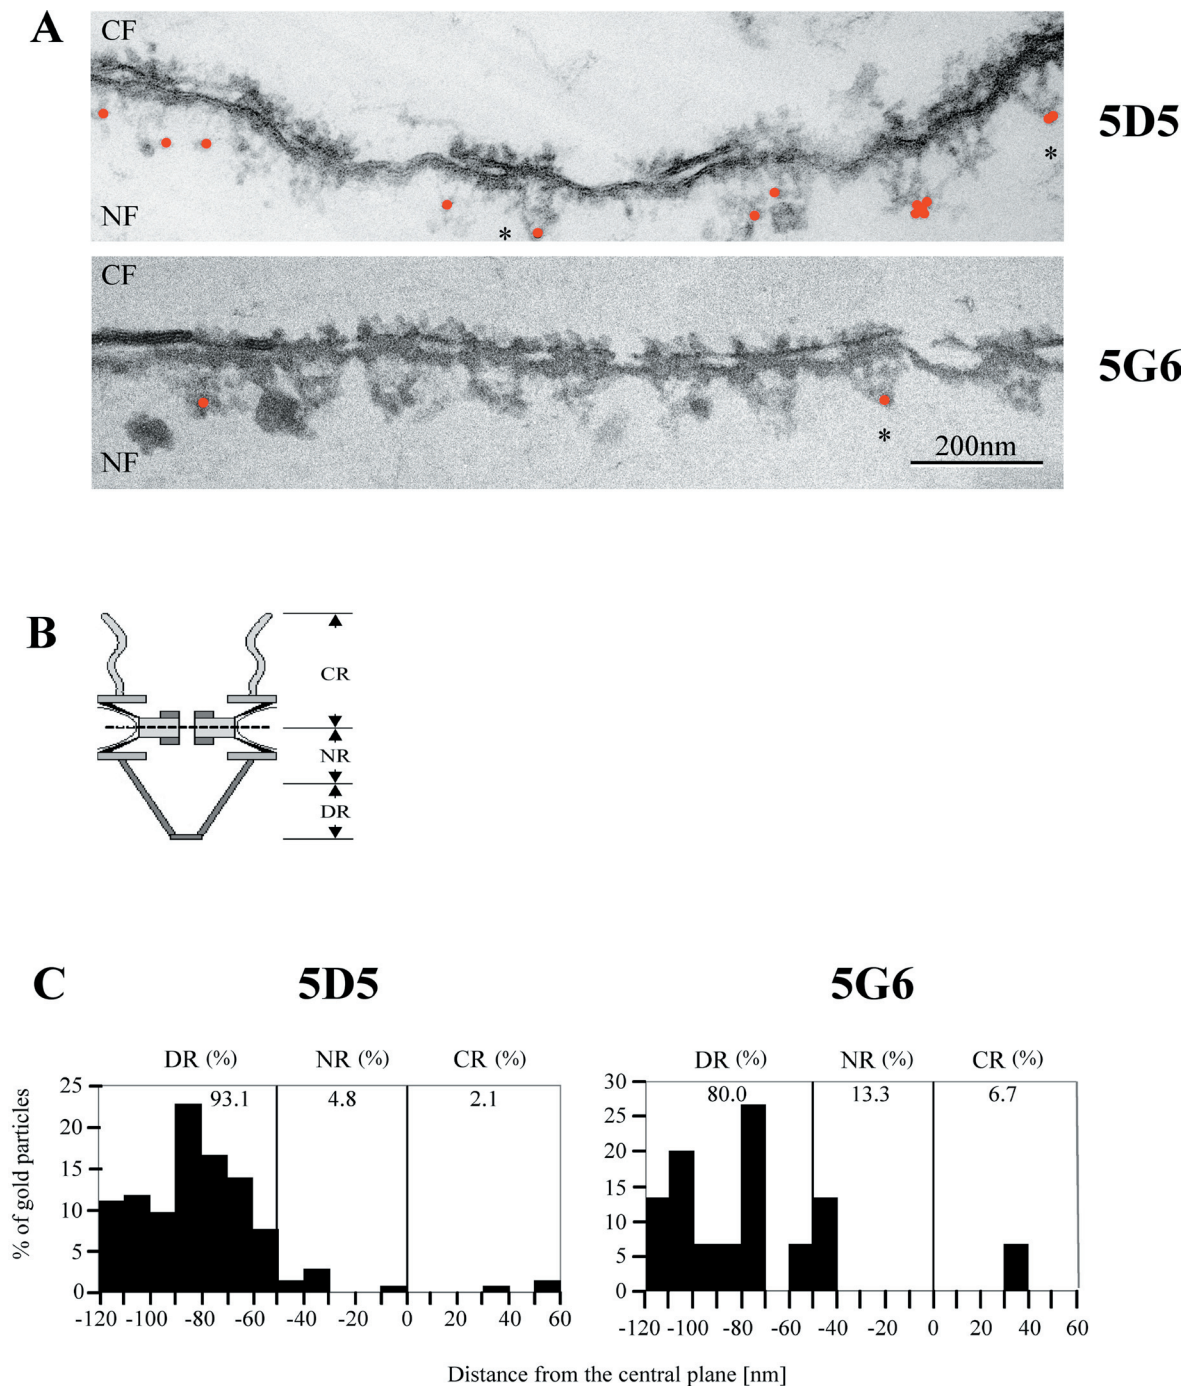 A
CF
5D5
*
NF
*
CF
5G6
*
200nm
NF
B
CR
NR
DR
C
5D5
5G6
DR (%) NR (%) CR (%)
93.1 4.8 2.1
25
20
15
10
5
0
-120 -100 -80 -60 -40 -20 0 20 40 60
DR (%) NR (%) CR (%)
80.0 13.3 6.7
30
25
20
15
10
5
0
-120 -100 -80 -60 -40 -20 0 20 40 60
% of gold particles
Distance from the central plane [nm]